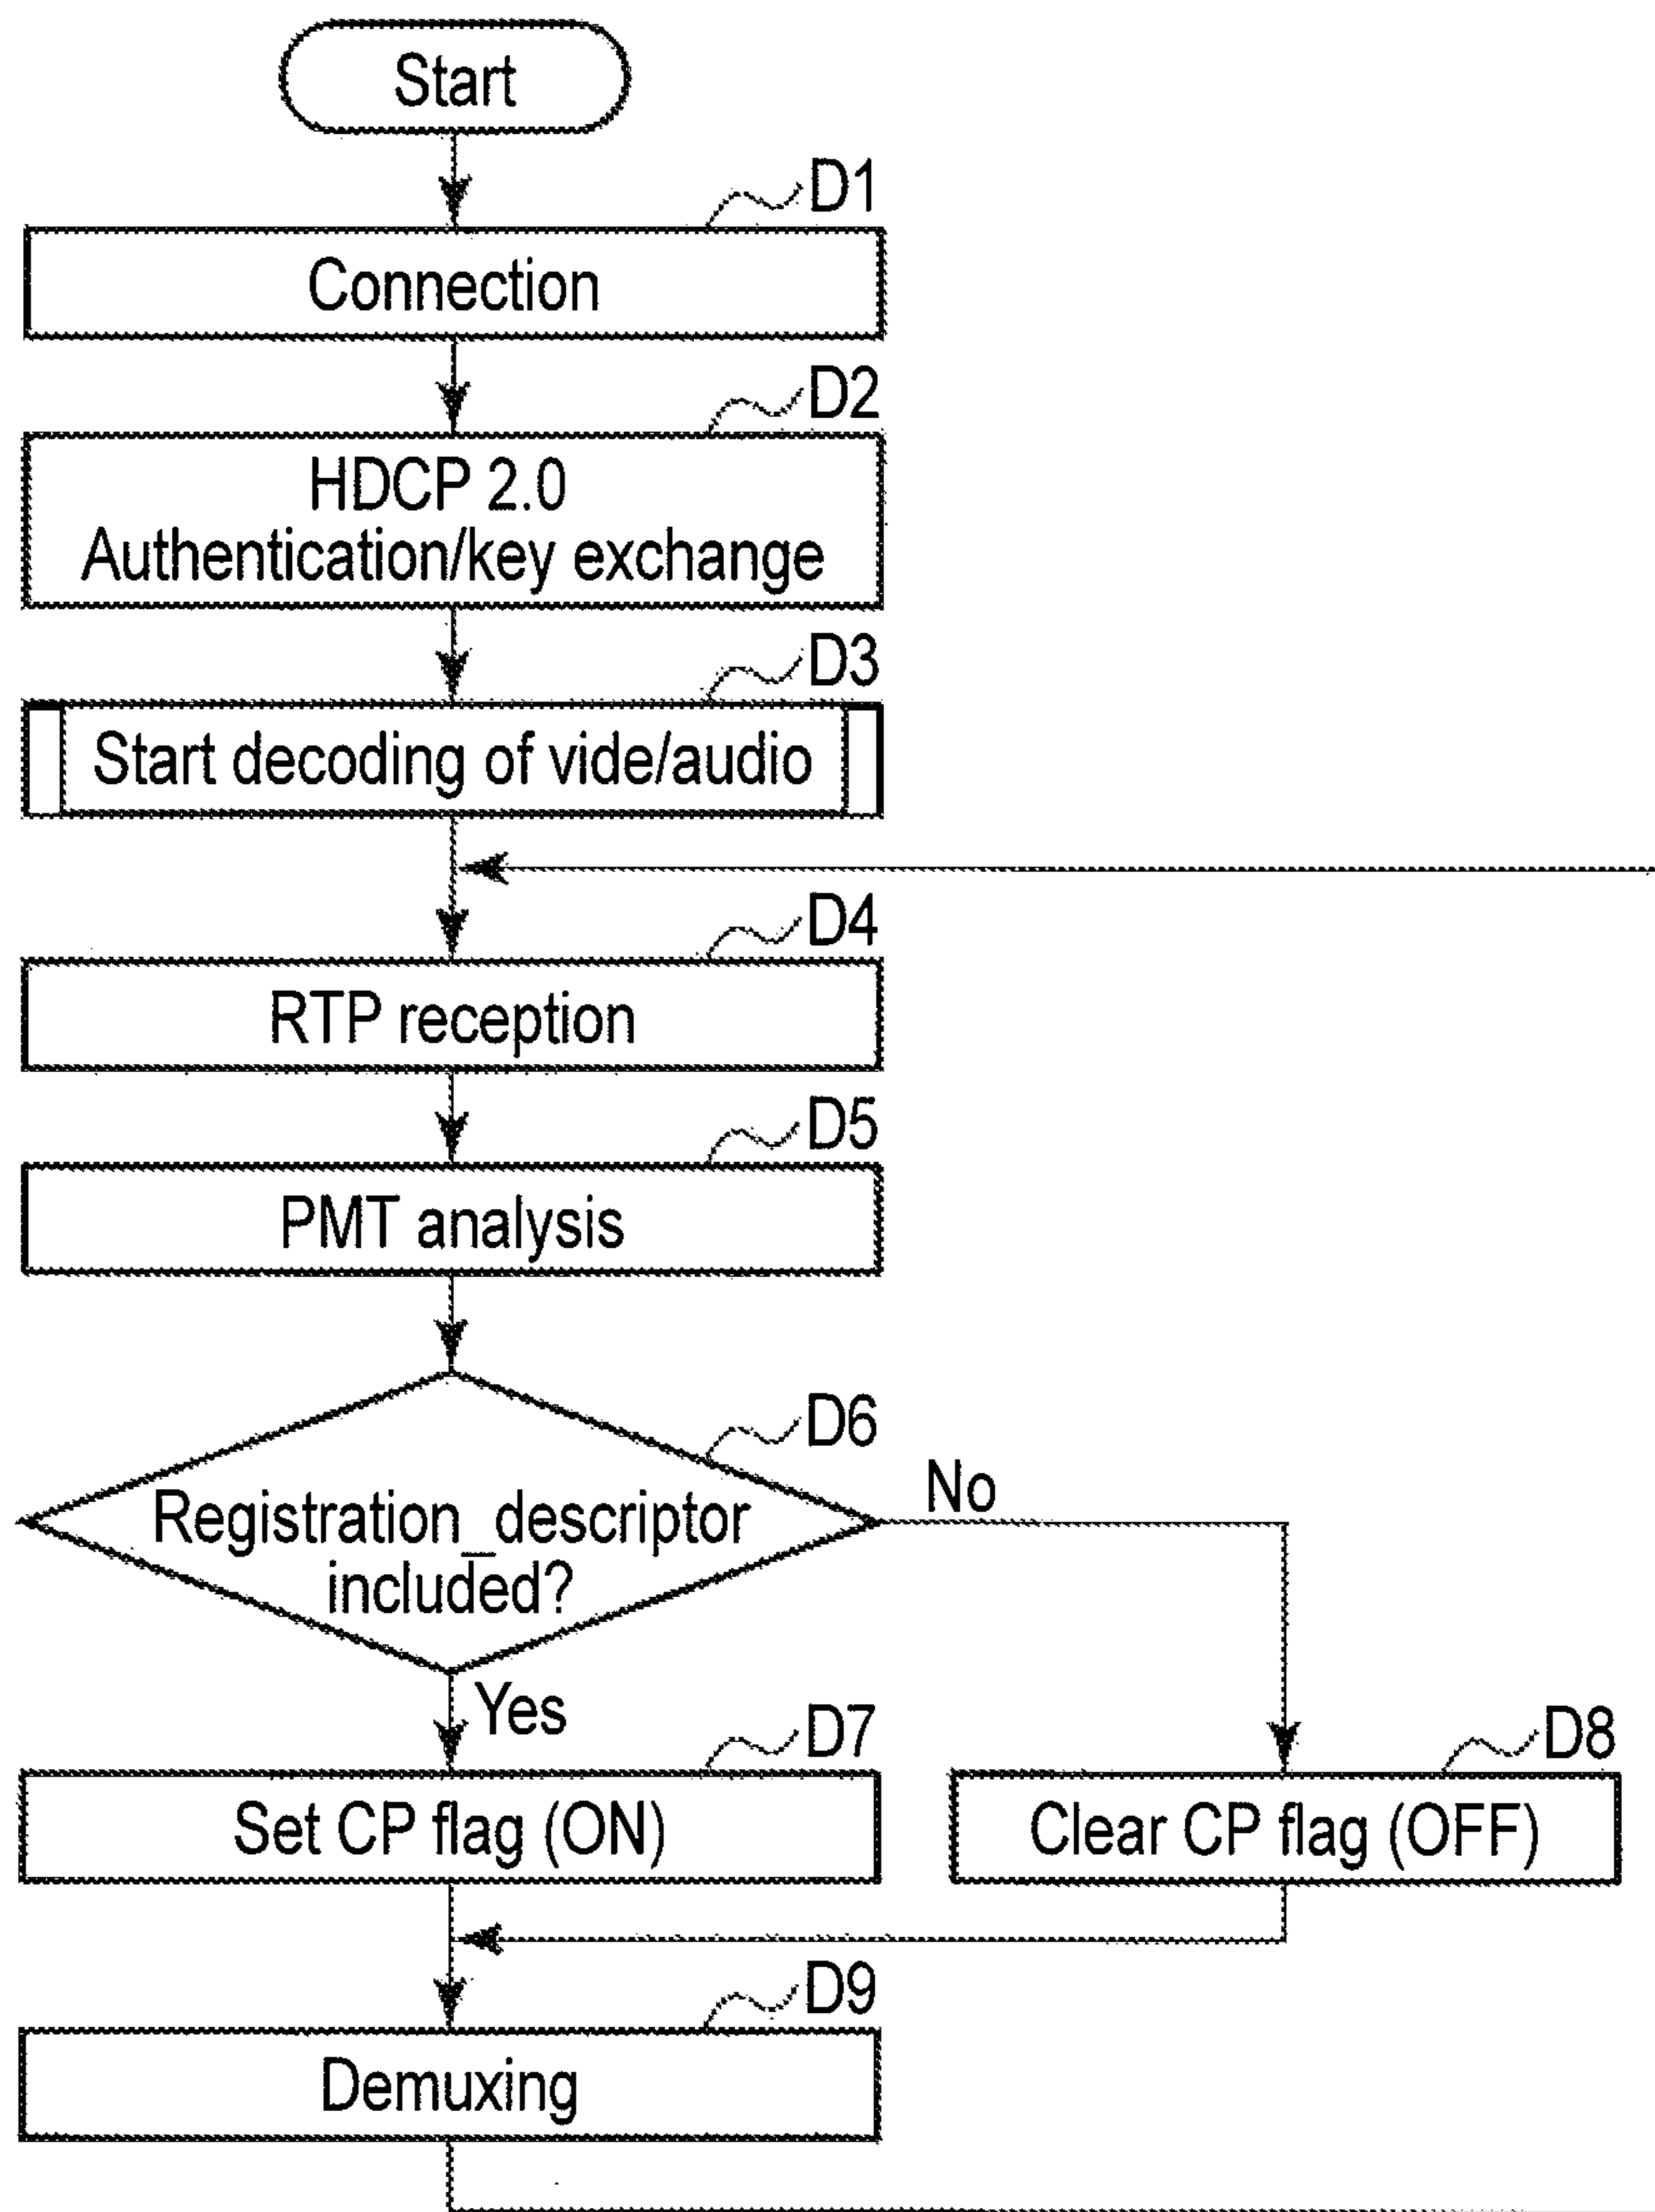 Start
D1
Connection
D2
HDCP 2.0
Authentication/key exchange
D3
Start decoding of vide/audio
D4
RTP reception
D5
PMT analysis
D6
Registration_descriptor
included?
No
Yes
D7
Set CP flag (ON)
D8
Clear CP flag (OFF)
D9
Demuxing